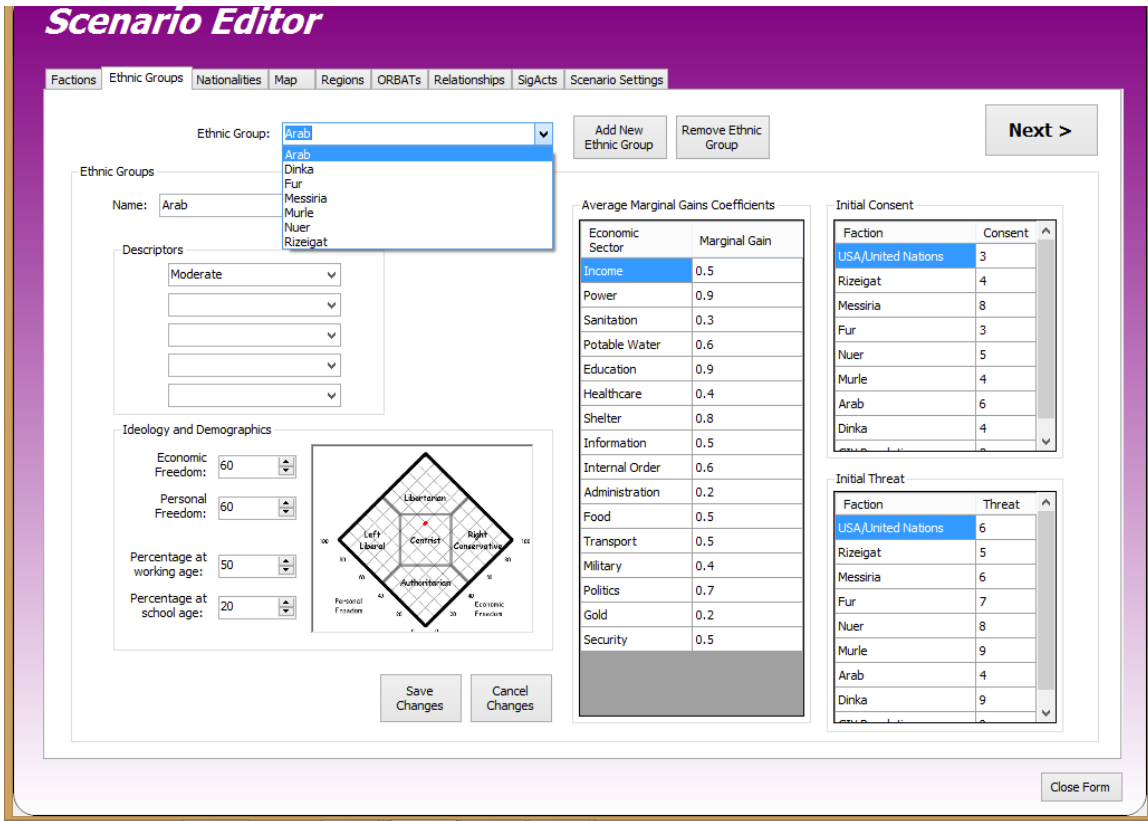 Scenario Editor
Factions Ethnic Groups Nationalities Map Regions ORBATs Relationships SigActs Scenario Settings
Ethnic Group: Arab
Add New Ethnic Group
Remove Ethnic Group
Next >
Arab
Dinka
Fur
Messiria
Murle
Nuer
Rizeigat
Ethnic Groups
Name: Arab
Descriptors
Moderate
Ideology and Demographics
Economic Freedom: 60
Personal Freedom: 60
Percentage at working age: 50
Percentage at school age: 20
Libertarian
Left Liberal
Centrist
Right Conservative
Authoritarian
100 100
80 80
60
40 40
20 20
Personal Freedom
Economic Freedom
Save Changes
Cancel Changes
Average Marginal Gains Coefficients
Economic Sector Marginal Gain
Income 0.5
Power 0.9
Sanitation 0.3
Potable Water 0.6
Education 0.9
Healthcare 0.4
Shelter 0.8
Information 0.5
Internal Order 0.6
Administration 0.2
Food 0.5
Transport 0.5
Military 0.4
Politics 0.7
Gold 0.2
Security 0.5
Initial Consent
Faction Consent
USA/United Nations 3
Rizeigat 4
Messiria 8
Fur 3
Nuer 5
Murle 4
Arab 6
Dinka 4
Initial Threat
Faction Threat
USA/United Nations 6
Rizeigat 5
Messiria 6
Fur 7
Nuer 8
Murle 9
Arab 4
Dinka 9
Close Form